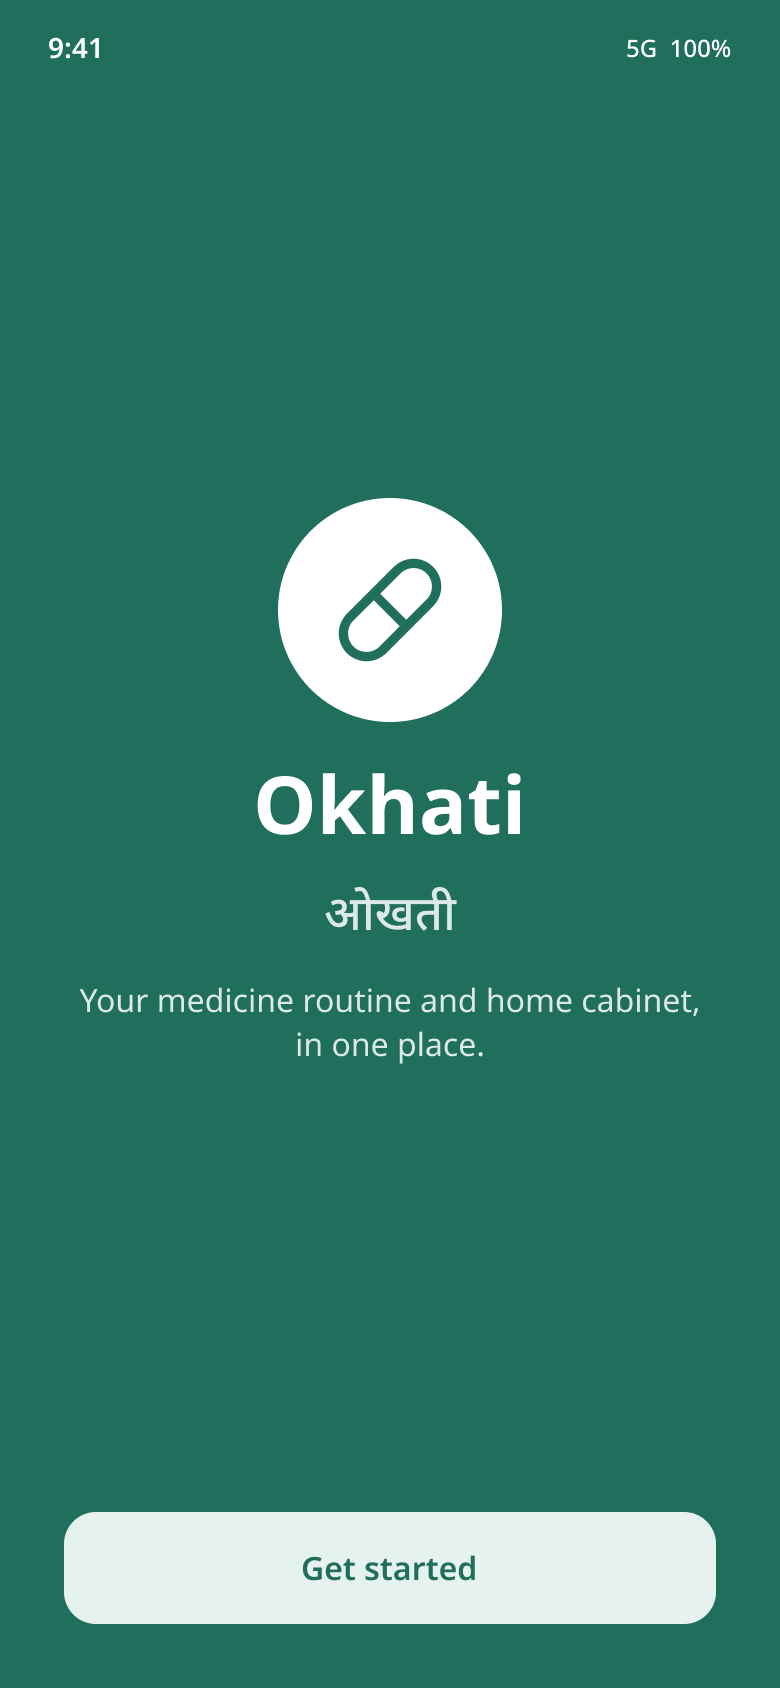 9:41 5G 100%
Okhati
ओखती
Your medicine routine and home cabinet,
in one place.
Get started